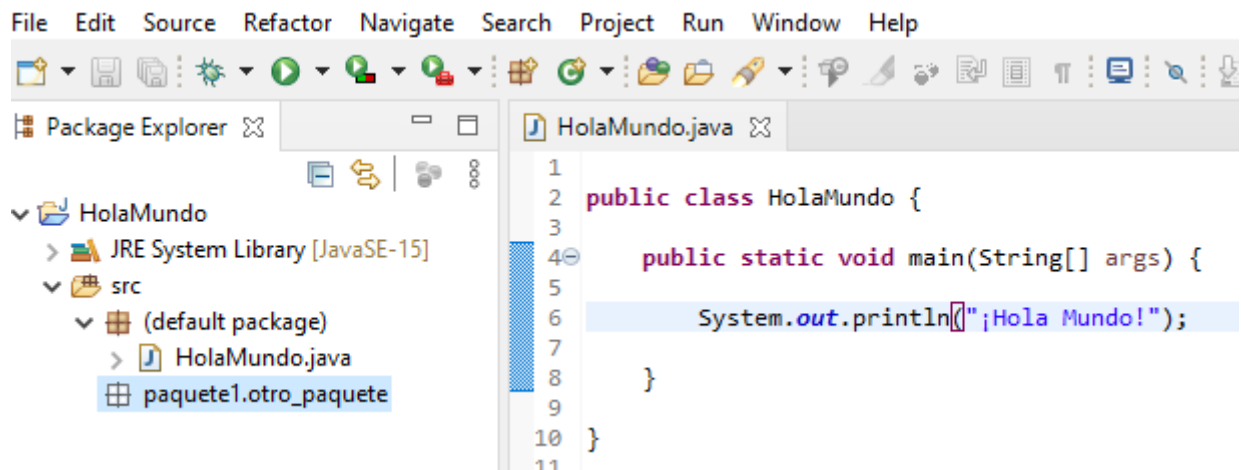 File Edit Source Refactor Navigate Search Project Run Window Help
Package Explorer
HolaMundo
JRE System Library [JavaSE-15]
src
(default package)
HolaMundo.java
paquete1.otro_paquete
HolaMundo.java
1
2 public class HolaMundo {
3
4 public static void main(String[] args) {
5
6 System.out.println("¡Hola Mundo!");
7
8 }
9
10 }
11